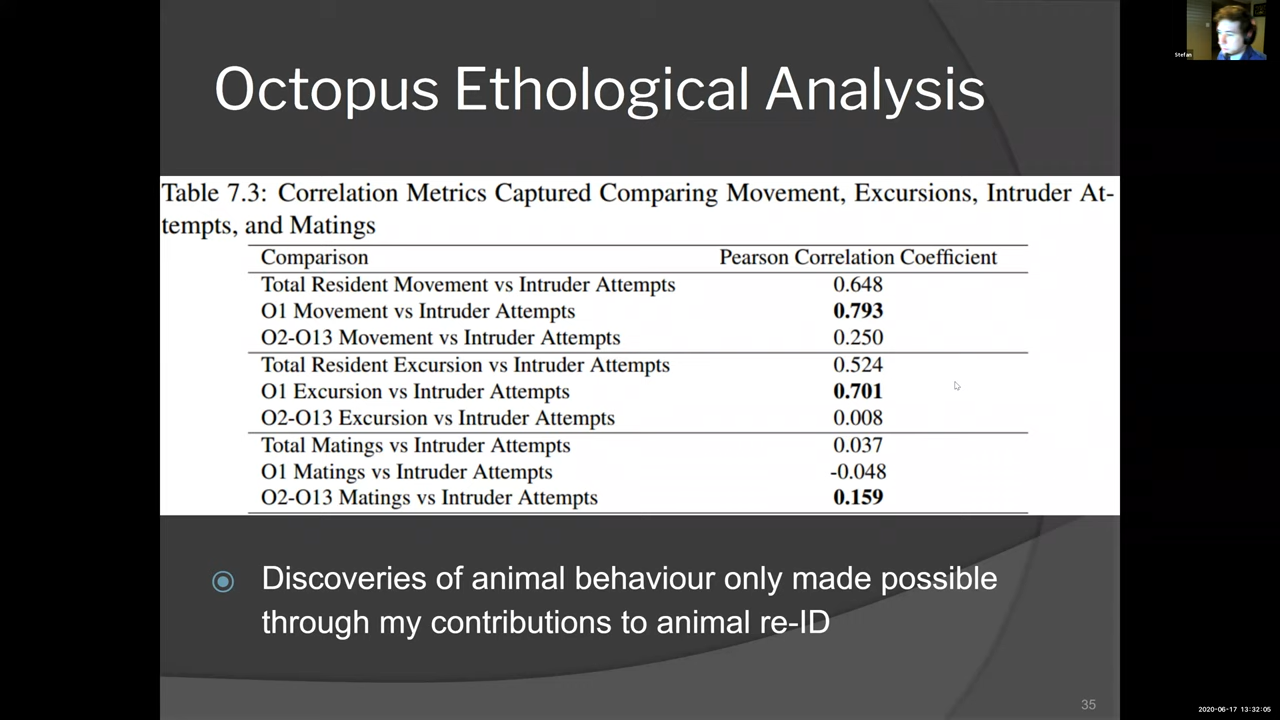 Octopus Ethological Analysis
Stefan
Table 7.3: Correlation Metrics Captured Comparing Movement, Excursions, Intruder At-
tempts, and Matings
Comparison Pearson Correlation Coefficient
Total Resident Movement vs Intruder Attempts 0.648
O1 Movement vs Intruder Attempts 0.793
O2-O13 Movement vs Intruder Attempts 0.250
Total Resident Excursion vs Intruder Attempts 0.524
O1 Excursion vs Intruder Attempts 0.701
O2-O13 Excursion vs Intruder Attempts 0.008
Total Matings vs Intruder Attempts 0.037
O1 Matings vs Intruder Attempts -0.048
O2-O13 Matings vs Intruder Attempts 0.159
Discoveries of animal behaviour only made possible
through my contributions to animal re-ID
35
2020-06-17 13:32:05